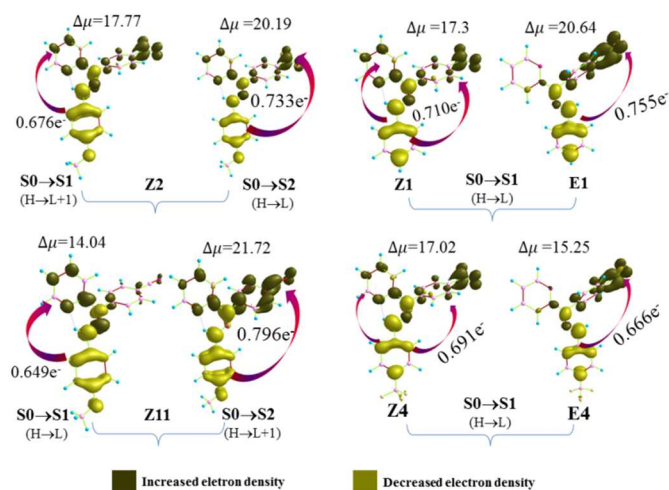 Δμ=17.77
Δμ=20.19
Δμ=17.3
Δμ =20.64
0.676e-
0.733e-
0.710e-
0.755e-
S0→S1
Z2
S0→S2
(H→L+1)
(H→L)
Z1
S0→S1
E1
(H→L)
Δμ=14.04
Δμ=21.72
Δμ=17.02
Δμ=15.25
0.649e-
0.796e-
0.691e-
0.666e-
S0→S1
Z11
S0→S2
(H→L)
(H→L+1)
Z4
S0→S1
E4
(H→L)
Increased eletron density
Decreased electron density